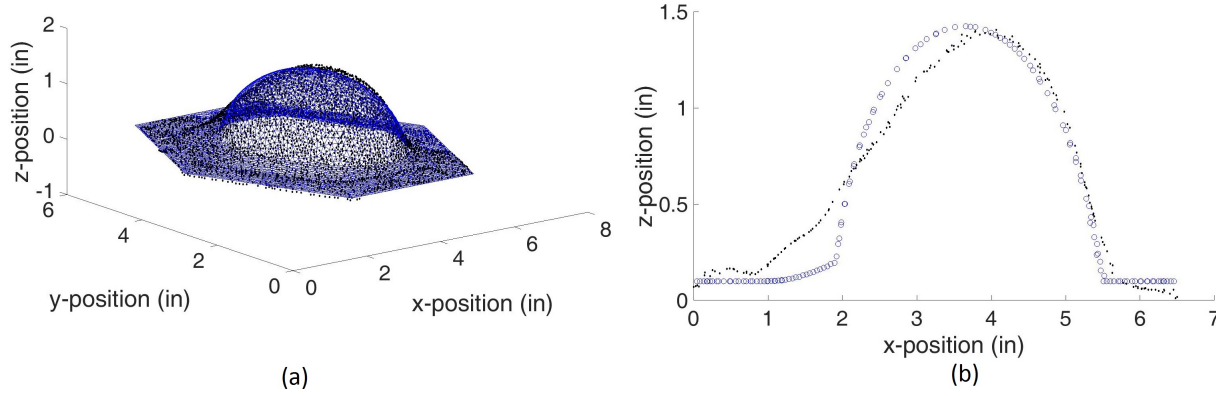 2
1
0
-1
z-position (in)
6
4
2
0
y-position (in)
0
2
4
6
8
x-position (in)
(a)
1.5
1
0.5
0
z-position (in)
0 1 2 3 4 5 6 7
x-position (in)
(b)